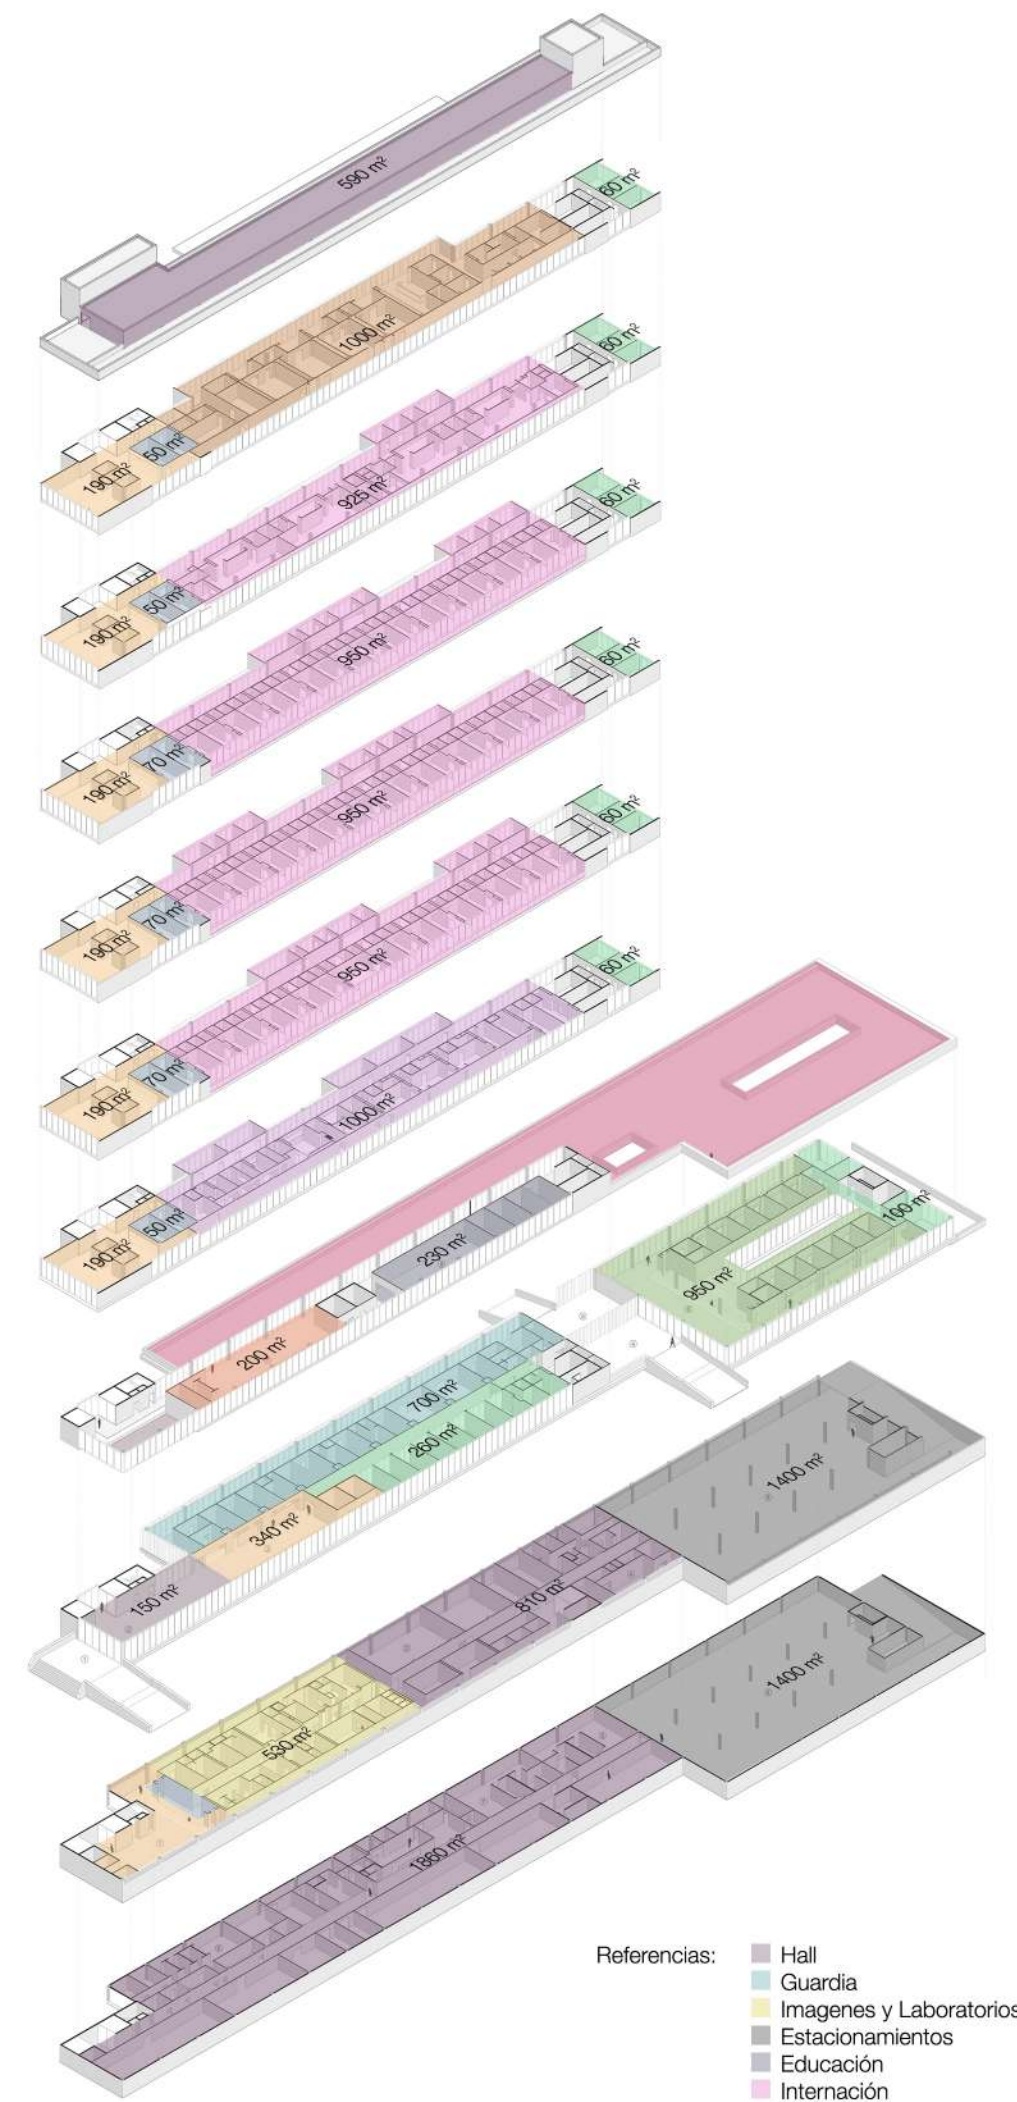 590 m²
60 m²
1000 m²
50 m²
190 m²
60 m²
925 m²
50 m²
190 m²
60 m²
950 m²
70 m²
190 m²
60 m²
950 m²
70 m²
190 m²
60 m²
950 m²
70 m²
190 m²
60 m²
1000 m²
50 m²
190 m²
230 m²
200 m²
100 m²
950 m²
700 m²
260 m²
340 m²
150 m²
1400 m²
810 m²
530 m²
1400 m²
1860 m²
Referencias:
Hall
Guardia
Imagenes y Laboratorios
Estacionamientos
Educación
Internación